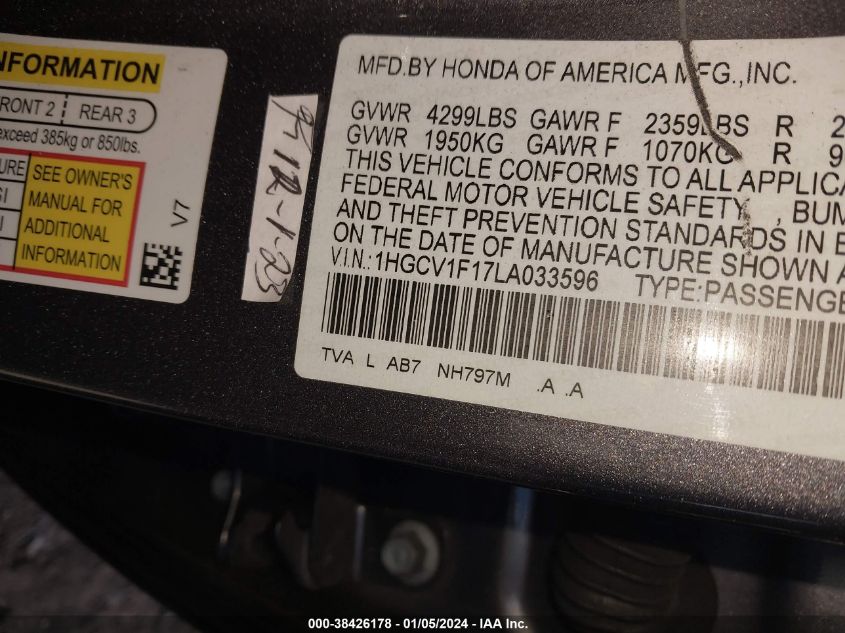 NFORMATION
FRONT 2 REAR 3
exceed 385kg or 850lbs.
SEE OWNER'S
MANUAL FOR
ADDITIONAL
INFORMATION
V7
MFD.BY HONDA OF AMERICA MFG.,INC.
GVWR 4299LBS GAWR F 2359LBS R 2
GVWR 1950KG GAWR F 1070KG R 9
THIS VEHICLE CONFORMS TO ALL APPLICA
FEDERAL MOTOR VEHICLE SAFETY, BUM
AND THEFT PREVENTION STANDARDS IN E
ON THE DATE OF MANUFACTURE SHOWN A
V.I.N.: 1HGCV1F17LA033596 TYPE:PASSENGE
TVA L AB7 NH797M .A .A
000-38426178 - 01/05/2024 - IAA Inc.